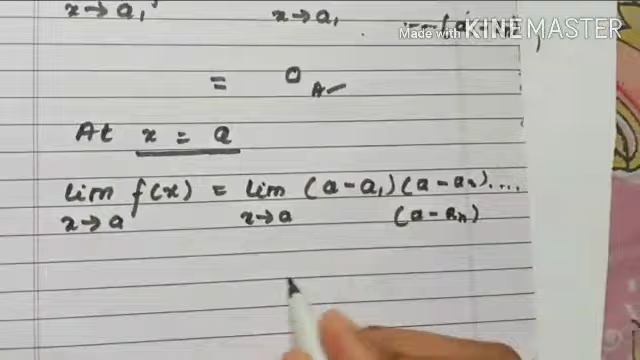 x → a₁, x → a₁
Made with KINEMASTER
= 0 A
At x = a
lim f(x) = lim (a - a₁)(a - a₂)....
x → a x → a (a - aₙ)